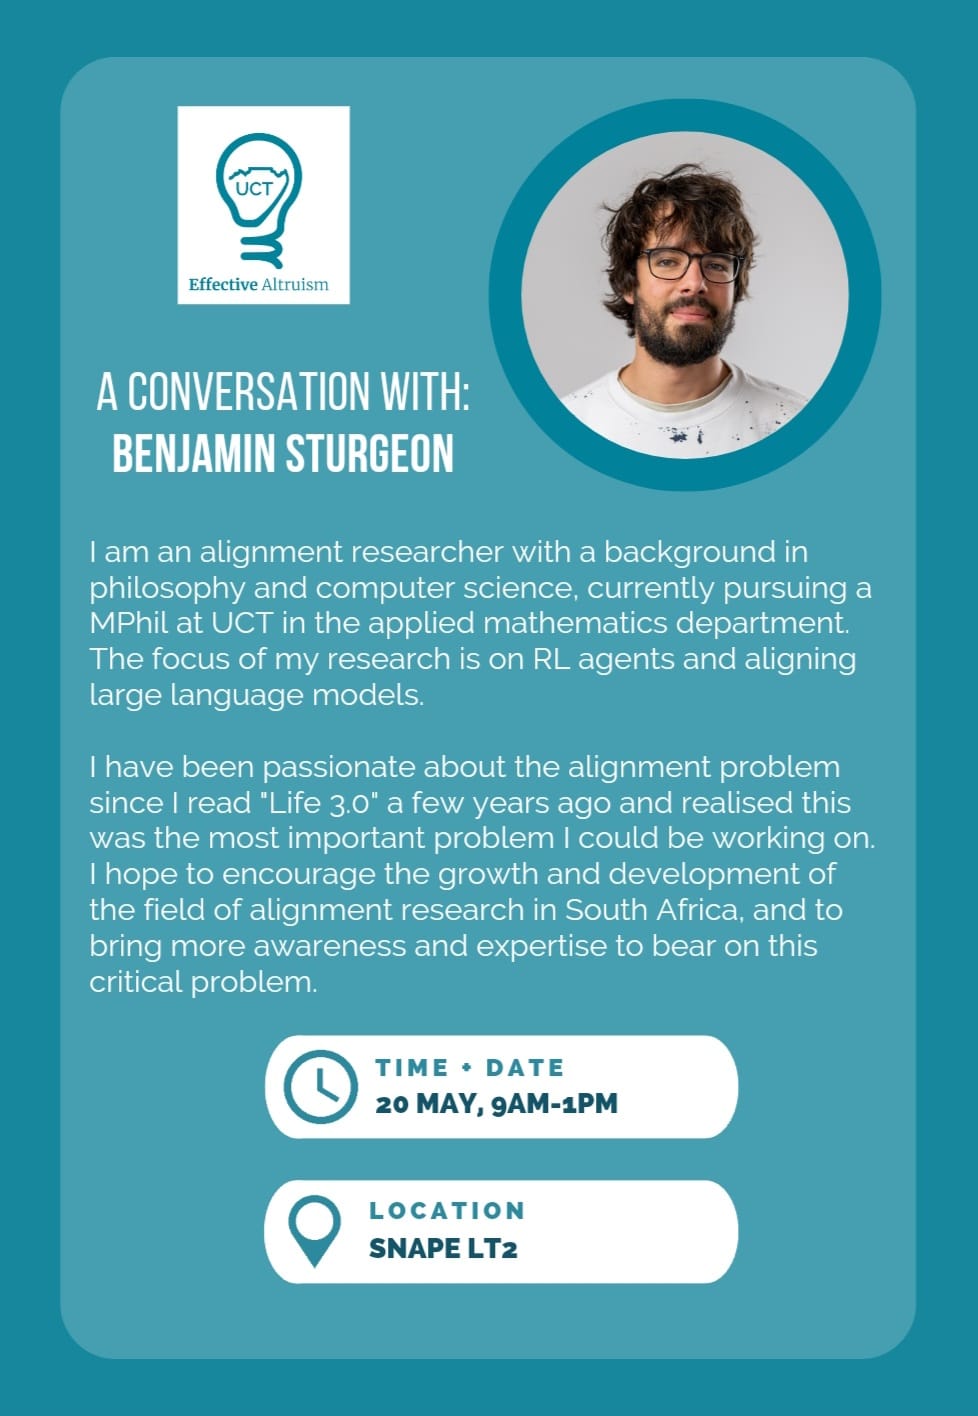 UCT
Effective Altruism
A CONVERSATION WITH:
BENJAMIN STURGEON
I am an alignment researcher with a background in
philosophy and computer science, currently pursuing a
MPhil at UCT in the applied mathematics department.
The focus of my research is on RL agents and aligning
large language models.
I have been passionate about the alignment problem
since I read "Life 3.0" a few years ago and realised this
was the most important problem I could be working on.
I hope to encourage the growth and development of
the field of alignment research in South Africa, and to
bring more awareness and expertise to bear on this
critical problem.
TIME + DATE
20 MAY, 9AM-1PM
LOCATION
SNAPE LT2